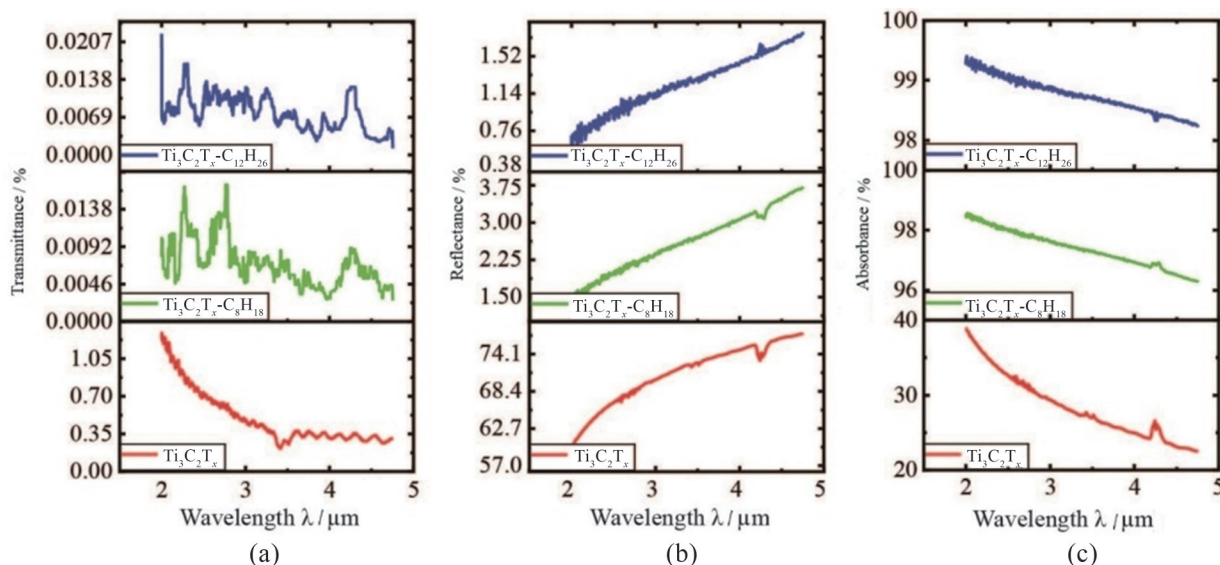 Transmittance / %
0.0207
0.0138
0.0069
0.0000
Ti₃C₂Tₓ-C₁₂H₂₆
0.0138
0.0092
0.0046
0.0000
Ti₃C₂Tₓ-C₈H₁₈
1.05
0.70
0.35
0.00
Ti₃C₂Tₓ
2 3 4 5
Wavelength λ / μm
(a)
Reflectance / %
1.52
1.14
0.76
0.38
Ti₃C₂Tₓ-C₁₂H₂₆
3.75
3.00
2.25
1.50
Ti₃C₂Tₓ-C₈H₁₈
74.1
68.4
62.7
57.0
Ti₃C₂Tₓ
2 3 4 5
Wavelength λ / μm
(b)
Absorbance / %
100
99
98
Ti₃C₂Tₓ-C₁₂H₂₆
100
98
96
Ti₃C₂Tₓ-C₈H₁₈
40
30
20
Ti₃C₂Tₓ
2 3 4 5
Wavelength λ / μm
(c)